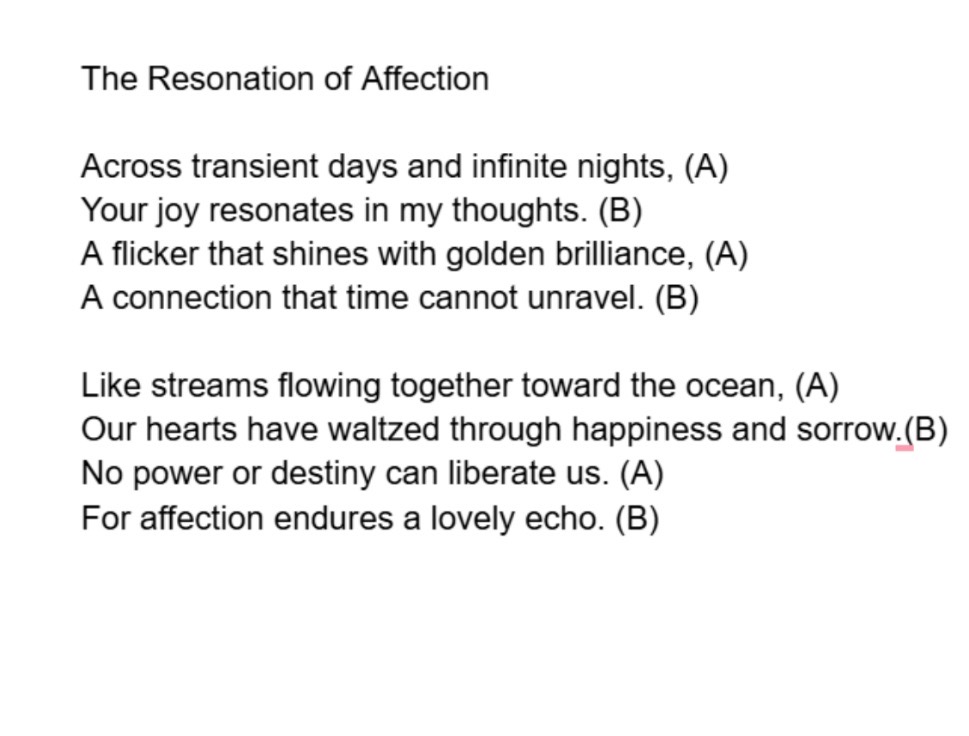 The Resonation of Affection
Across transient days and infinite nights, (A)
Your joy resonates in my thoughts. (B)
A flicker that shines with golden brilliance, (A)
A connection that time cannot unravel. (B)
Like streams flowing together toward the ocean, (A)
Our hearts have waltzed through happiness and sorrow.(B)
No power or destiny can liberate us. (A)
For affection endures a lovely echo. (B)